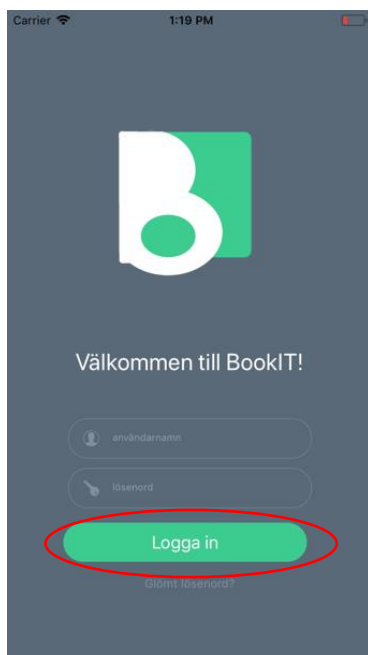 Carrier 1:19 PM
Välkommen till BookIT!
användarnamn
lösenord
Logga in
Glömt lösenord?